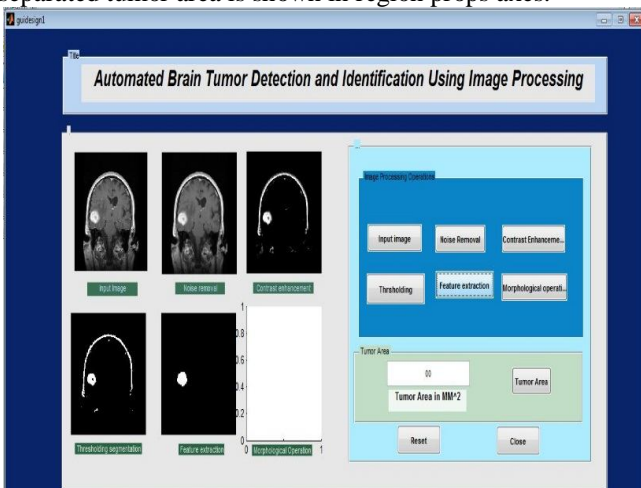 separated tumor area is shown in region props axes.
guidesign1
Title
Automated Brain Tumor Detection and Identification Using Image Processing
Input Image
Noise removal
Contrast enhancement
Thresholding segmentation
Feature extraction
Morphological Operation
1
0.8
0.6
0.4
0.2
0
0 1
Image Processing Operations
Input image
Noise Removal
Contrast Enhanceme...
Thrsholding
Feature extraction
Morphological operati...
Tumor Area
00
Tumor Area in MM^2
Tumor Area
Reset
Close